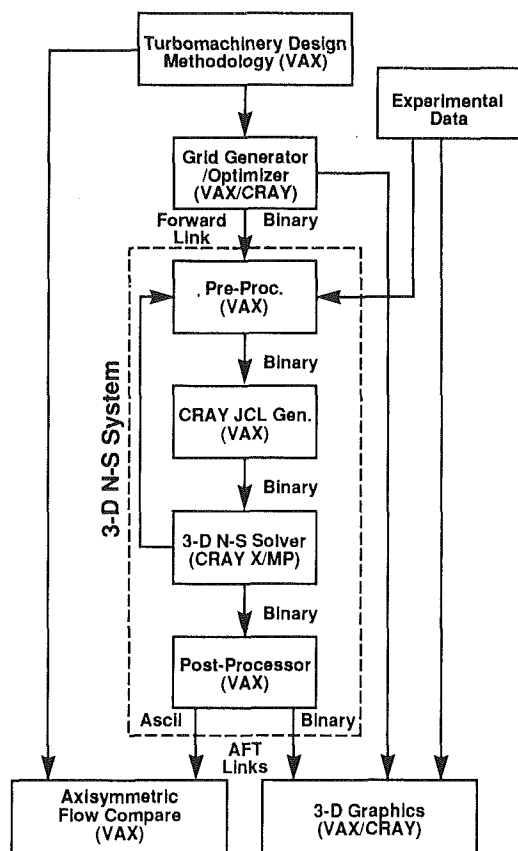 Turbomachinery Design
Methodology (VAX)
Experimental
Data
Grid Generator
/Optimizer
(VAX/CRAY)
Forward
Link
Binary
Pre-Proc.
(VAX)
Binary
CRAY JCL Gen.
(VAX)
Binary
3-D N-S System
3-D N-S Solver
(CRAY X/MP)
Binary
Post-Processor
(VAX)
Ascii
Binary
AFT
Links
Axisymmetric
Flow Compare
(VAX)
3-D Graphics
(VAX/CRAY)